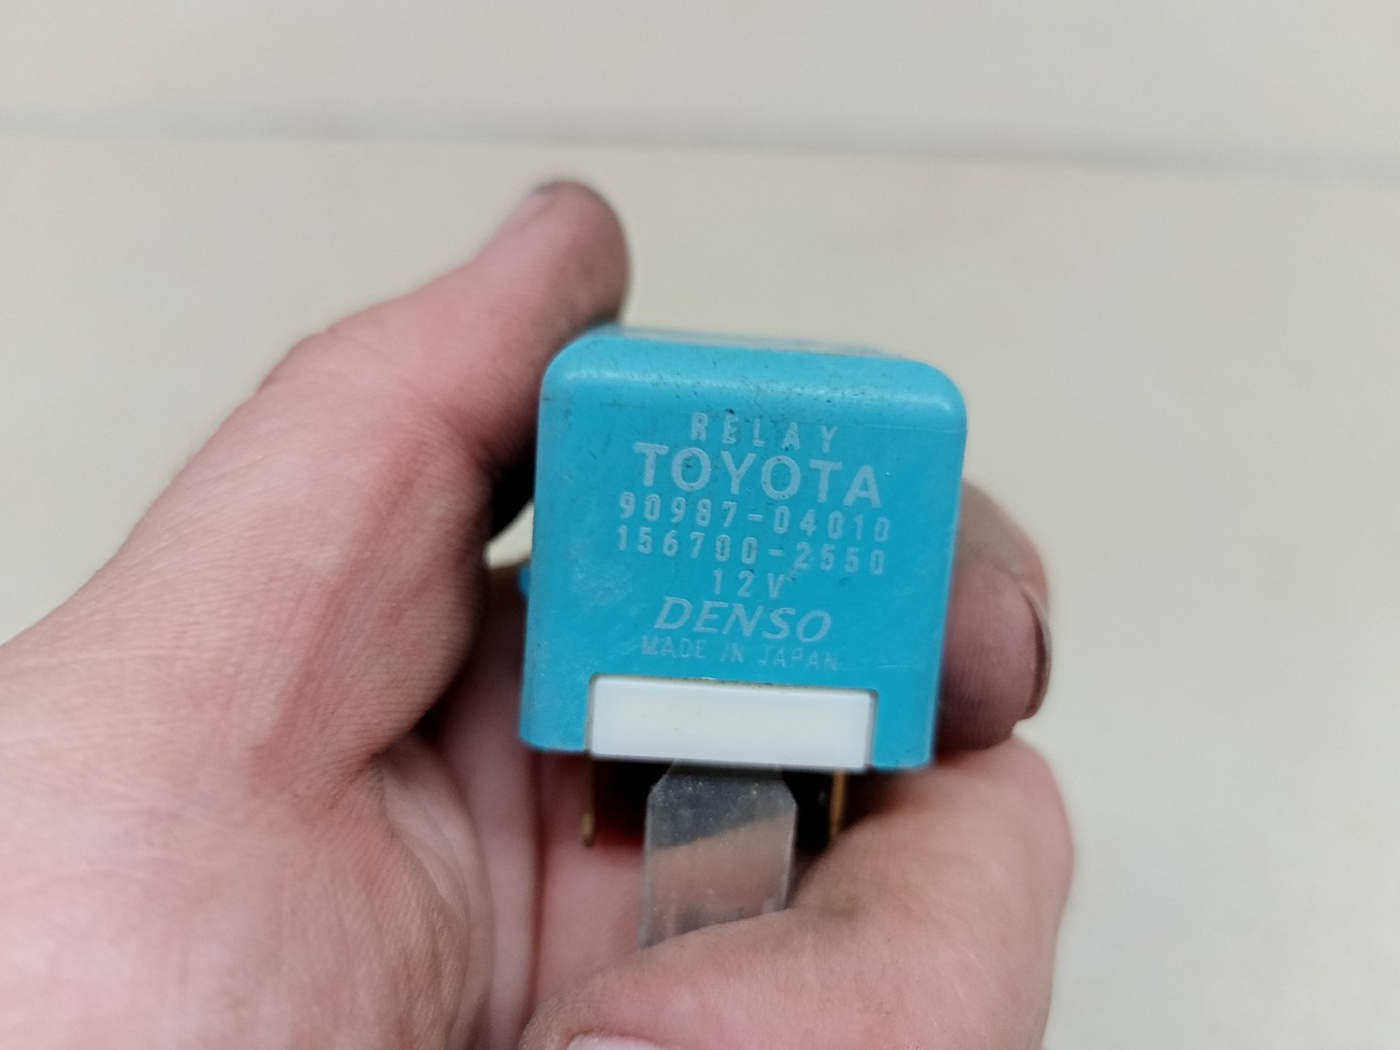 RELAY
TOYOTA
90987-04010
156700-2550
12V
DENSO
MADE IN JAPAN